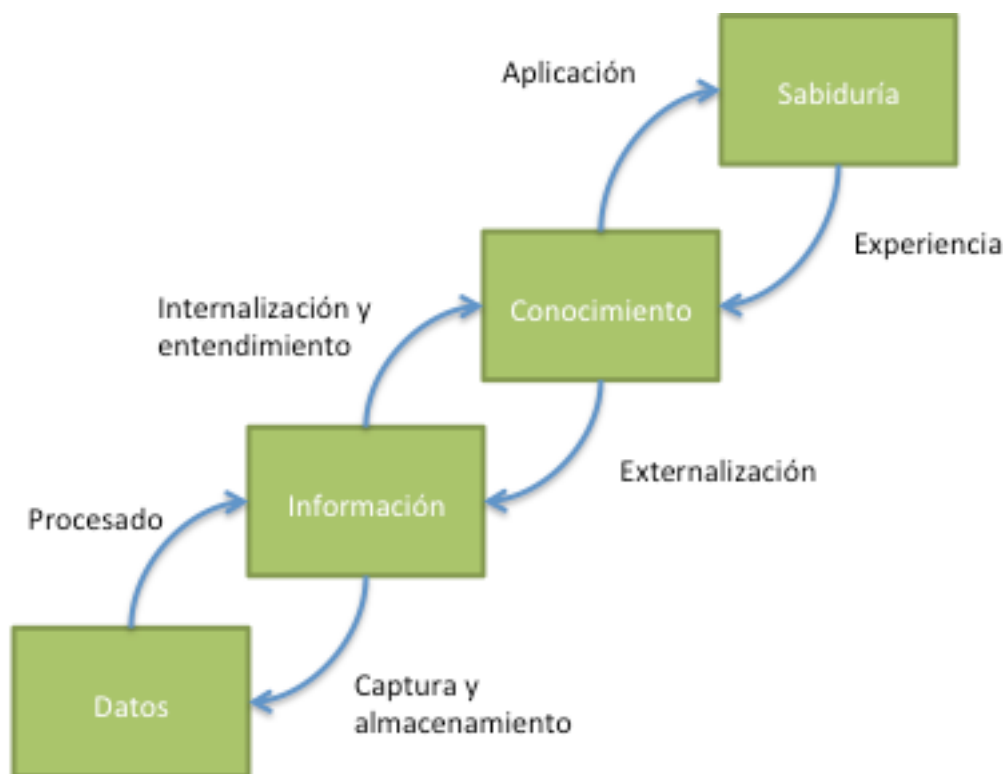 Aplicación
Sabiduría
Experiencia
Internalización y
entendimiento
Conocimiento
Externalización
Procesado
Información
Captura y
almacenamiento
Datos